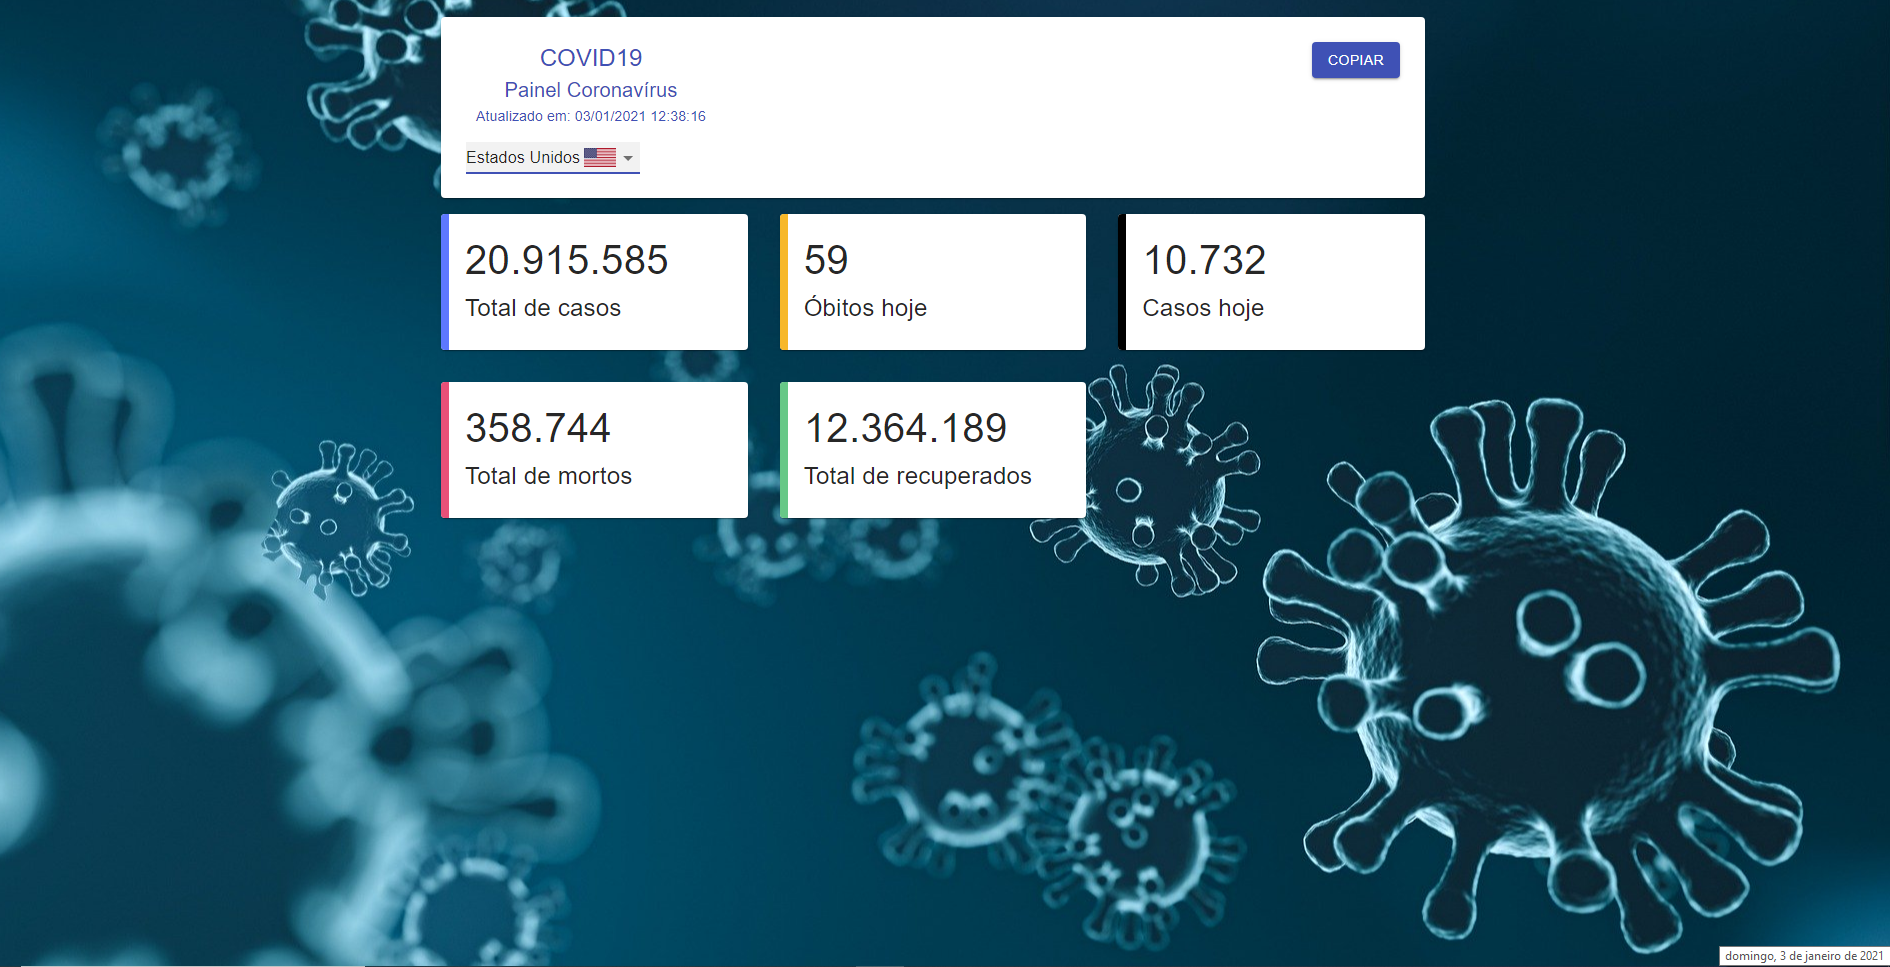 COVID19
Painel Coronavírus
Atualizado em: 03/01/2021 12:38:16
COPIAR
Estados Unidos
20.915.585
Total de casos
59
Óbitos hoje
10.732
Casos hoje
358.744
Total de mortos
12.364.189
Total de recuperados
domingo, 3 de janeiro de 2021